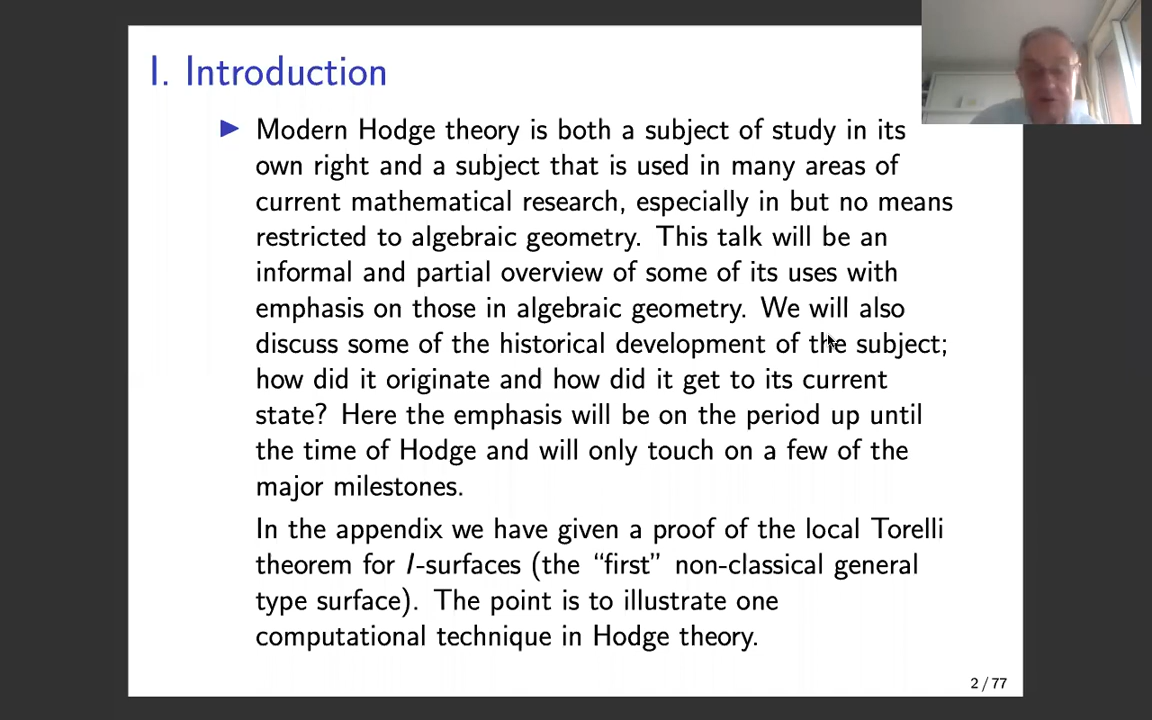 I. Introduction
Modern Hodge theory is both a subject of study in its
own right and a subject that is used in many areas of
current mathematical research, especially in but no means
restricted to algebraic geometry. This talk will be an
informal and partial overview of some of its uses with
emphasis on those in algebraic geometry. We will also
discuss some of the historical development of the subject;
how did it originate and how did it get to its current
state? Here the emphasis will be on the period up until
the time of Hodge and will only touch on a few of the
major milestones.
In the appendix we have given a proof of the local Torelli
theorem for I-surfaces (the “first” non-classical general
type surface). The point is to illustrate one
computational technique in Hodge theory.
2 / 77